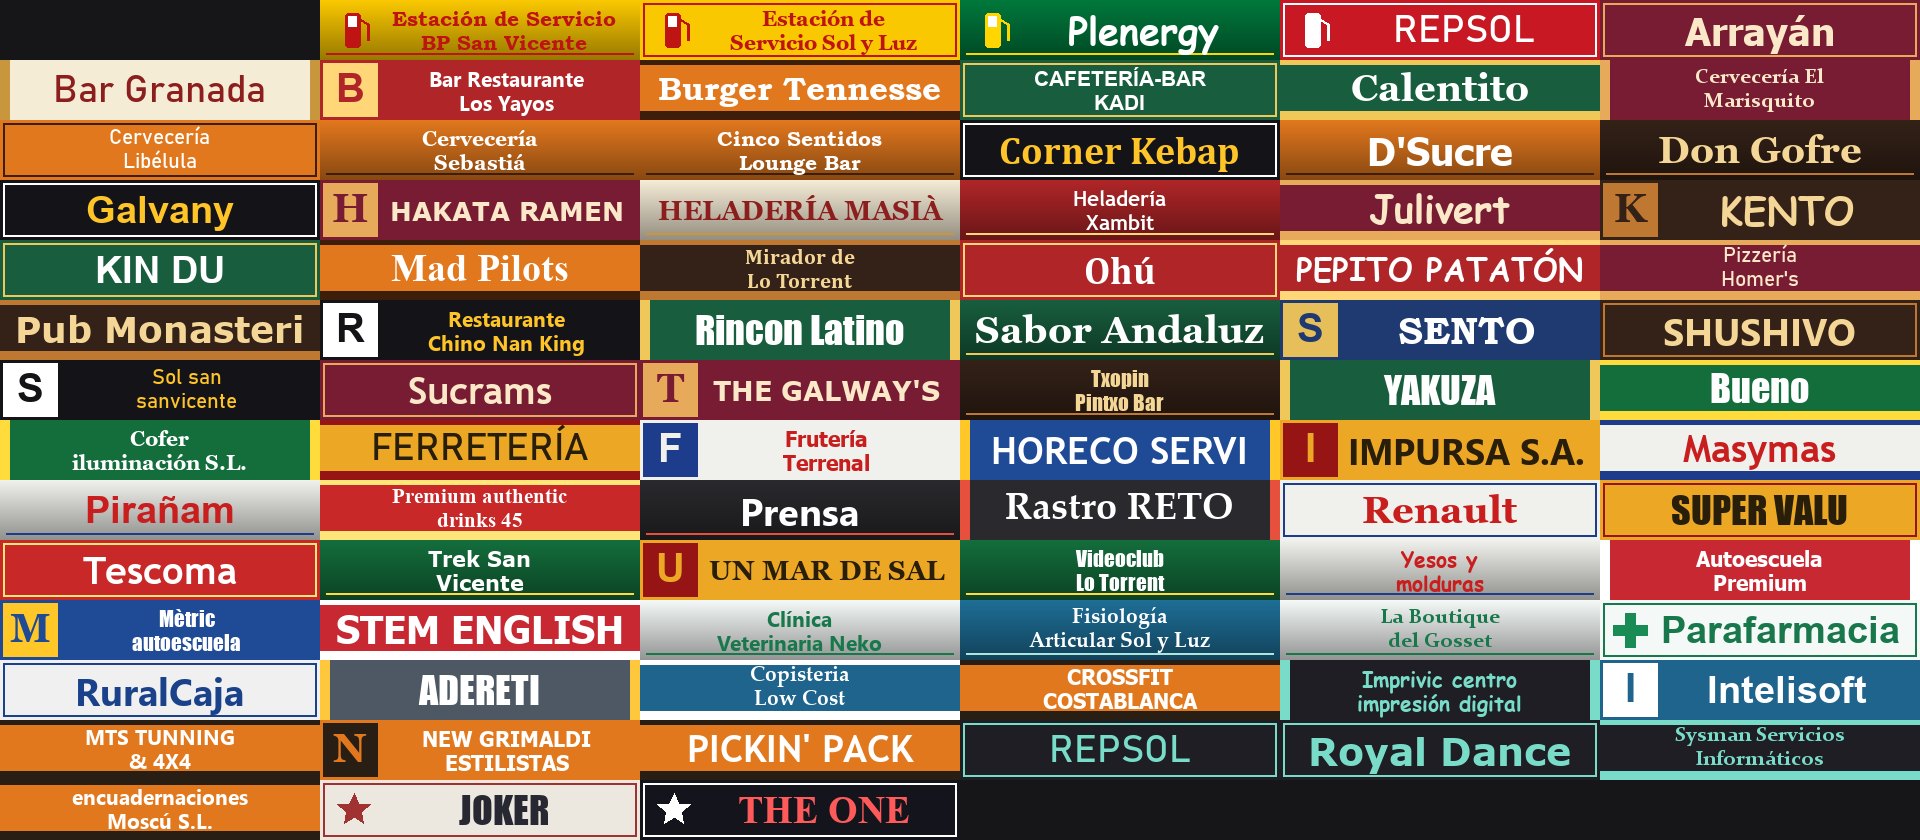 Estación de Servicio
BP San Vicente
Estación de
Servicio Sol y Luz
Plenergy
REPSOL
Arrayán
Bar Granada
B
Bar Restaurante
Los Yayos
Burger Tennesse
CAFETERÍA-BAR
KADI
Calentito
Cervecería El
Marisquito
Cervecería
Libélula
Cervecería
Sebastiá
Cinco Sentidos
Lounge Bar
Corner Kebap
D'Sucre
Don Gofre
Galvany
H
HAKATA RAMEN
HELADERÍA MASIÀ
Heladería
Xambit
Julivert
K
KENTO
KIN DU
Mad Pilots
Mirador de
Lo Torrent
Ohú
PEPITO PATATÓN
Pizzería
Homer's
Pub Monasteri
R
Restaurante
Chino Nan King
Rincon Latino
Sabor Andaluz
S
SENTO
SHUSHIVO
S
Sol san
sanvicente
Sucrams
T
THE GALWAY'S
Txopin
Pintxo Bar
YAKUZA
Bueno
Cofer
iluminación S.L.
FERRETERÍA
F
Frutería
Terrenal
HORECO SERVI
I
IMPURSA S.A.
Masymas
Pirañam
Premium authentic
drinks 45
Prensa
Rastro RETO
Renault
SUPER VALU
Tescoma
Trek San
Vicente
U
UN MAR DE SAL
Videoclub
Lo Torrent
Yesos y
molduras
Autoescuela
Premium
M
Mètric
autoescuela
STEM ENGLISH
Clínica
Veterinaria Neko
Fisiología
Articular Sol y Luz
La Boutique
del Gosset
Parafarmacia
RuralCaja
ADERETI
Copisteria
Low Cost
CROSSFIT
COSTABLANCA
Imprivic centro
impresión digital
I
Intelisoft
MTS TUNNING
& 4X4
N
NEW GRIMALDI
ESTILISTAS
PICKIN' PACK
REPSOL
Royal Dance
Sysman Servicios
Informáticos
encuadernaciones
Moscú S.L.
JOKER
THE ONE